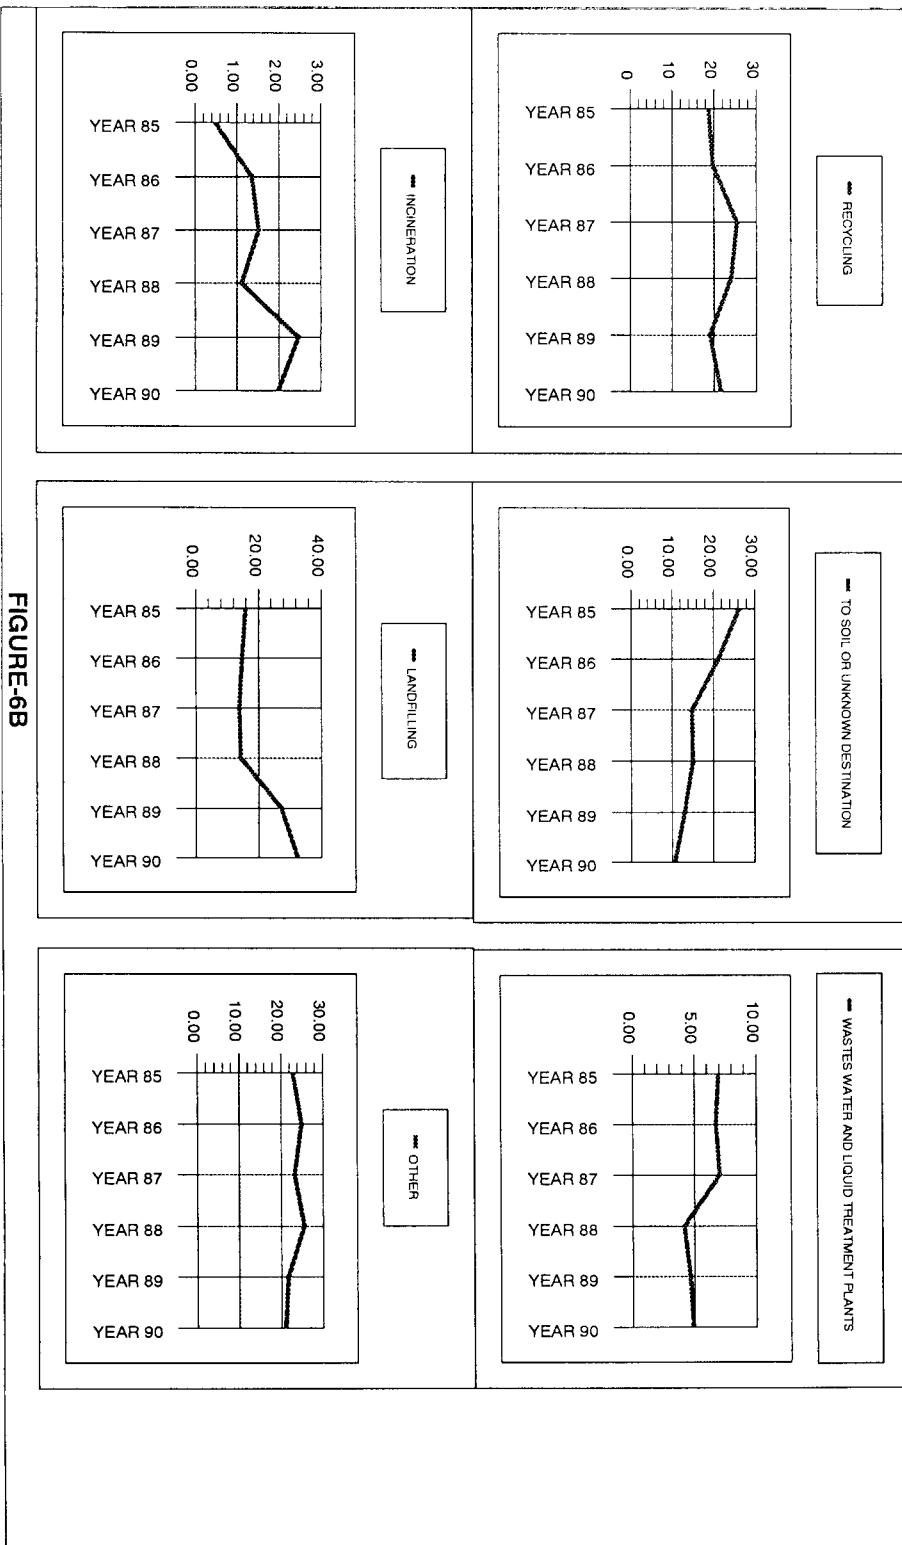 RECYCLING
30
20
10
0
YEAR 85
YEAR 86
YEAR 87
YEAR 88
YEAR 89
YEAR 90
TO SOIL OR UNKNOWN DESTINATION
30.00
20.00
10.00
0.00
YEAR 85
YEAR 86
YEAR 87
YEAR 88
YEAR 89
YEAR 90
WASTES WATER AND LIQUID TREATMENT PLANTS
10.00
5.00
0.00
YEAR 85
YEAR 86
YEAR 87
YEAR 88
YEAR 89
YEAR 90
INCINERATION
3.00
2.00
1.00
0.00
YEAR 85
YEAR 86
YEAR 87
YEAR 88
YEAR 89
YEAR 90
LANDFILLING
40.00
20.00
0.00
YEAR 85
YEAR 86
YEAR 87
YEAR 88
YEAR 89
YEAR 90
OTHER
30.00
20.00
10.00
0.00
YEAR 85
YEAR 86
YEAR 87
YEAR 88
YEAR 89
YEAR 90
FIGURE-6B